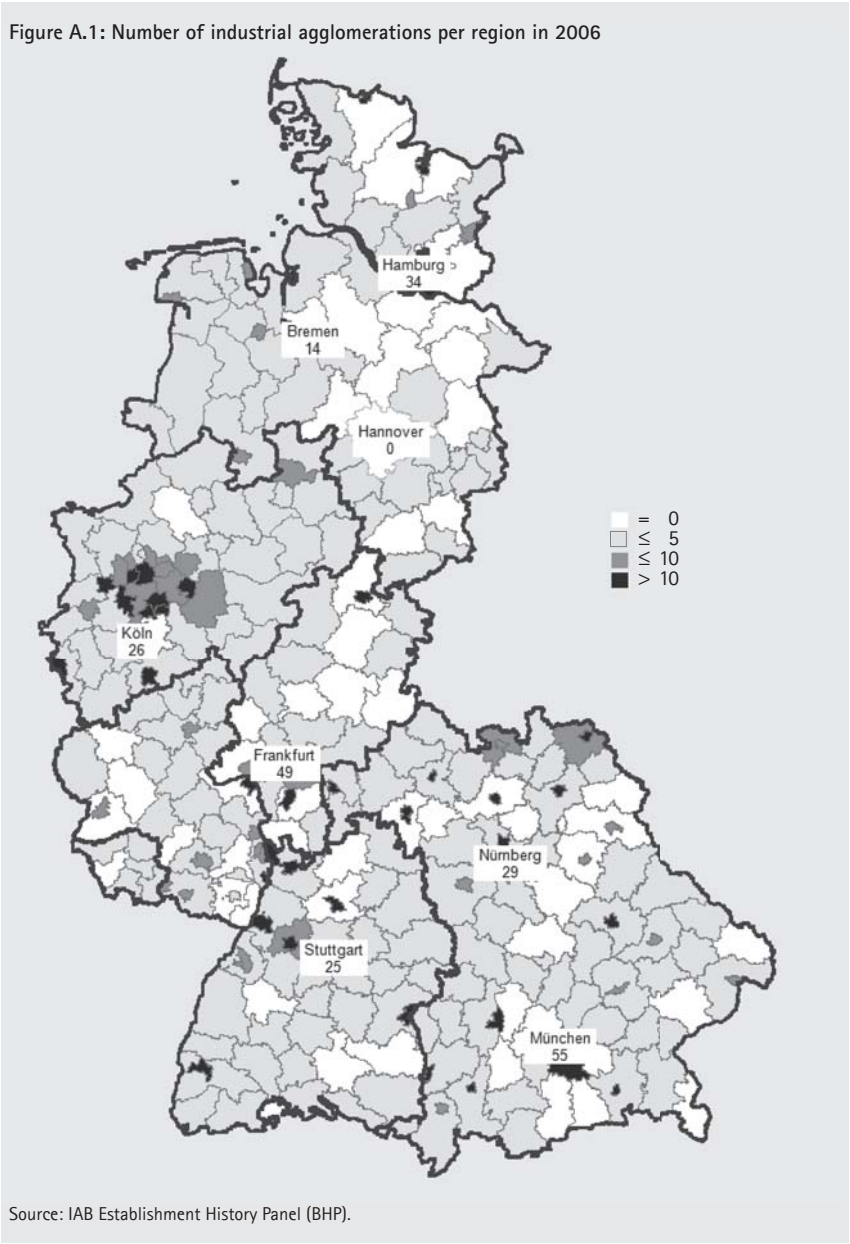 Figure A.1: Number of industrial agglomerations per region in 2006
Hamburg
34
Bremen
14
Hannover
0
= 0
≤ 5
≤ 10
> 10
Köln
26
Frankfurt
49
Nürnberg
29
Stuttgart
25
München
55
Source: IAB Establishment History Panel (BHP).